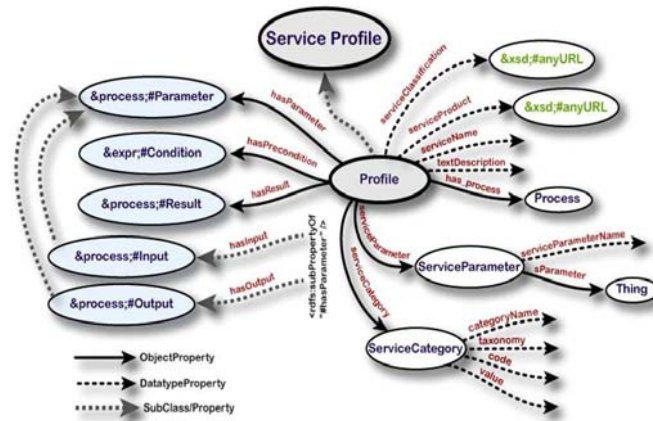 Service Profile
&process;#Parameter
&expr;#Condition
&process;#Result
&process;#Input
&process;#Output
hasParameter
hasPrecondition
hasResult
hasInput
hasOutput
<rdfs:subPropertyOf
"#hasParameter" />
Profile
serviceClassification
&xsd;#anyURL
serviceProduct
&xsd;#anyURL
serviceName
textDescription
has_process
Process
serviceParameter
ServiceParameter
serviceParameterName
sParameter
Thing
serviceCategory
ServiceCategory
categoryName
taxonomy
code
value
ObjectProperty
DatatypeProperty
SubClass/Property